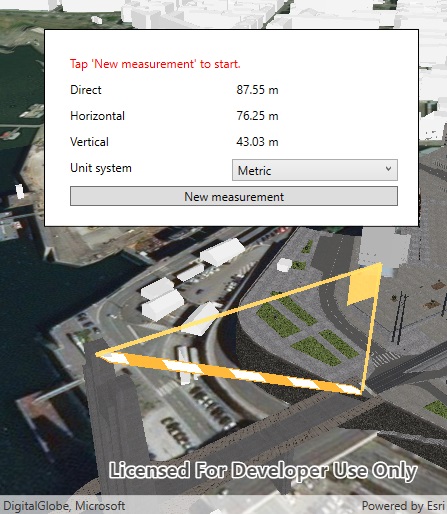 Tap 'New measurement' to start.
Direct 87.55 m
Horizontal 76.25 m
Vertical 43.03 m
Unit system Metric
New measurement
Licensed For Developer Use Only
DigitalGlobe, Microsoft Powered by Esri